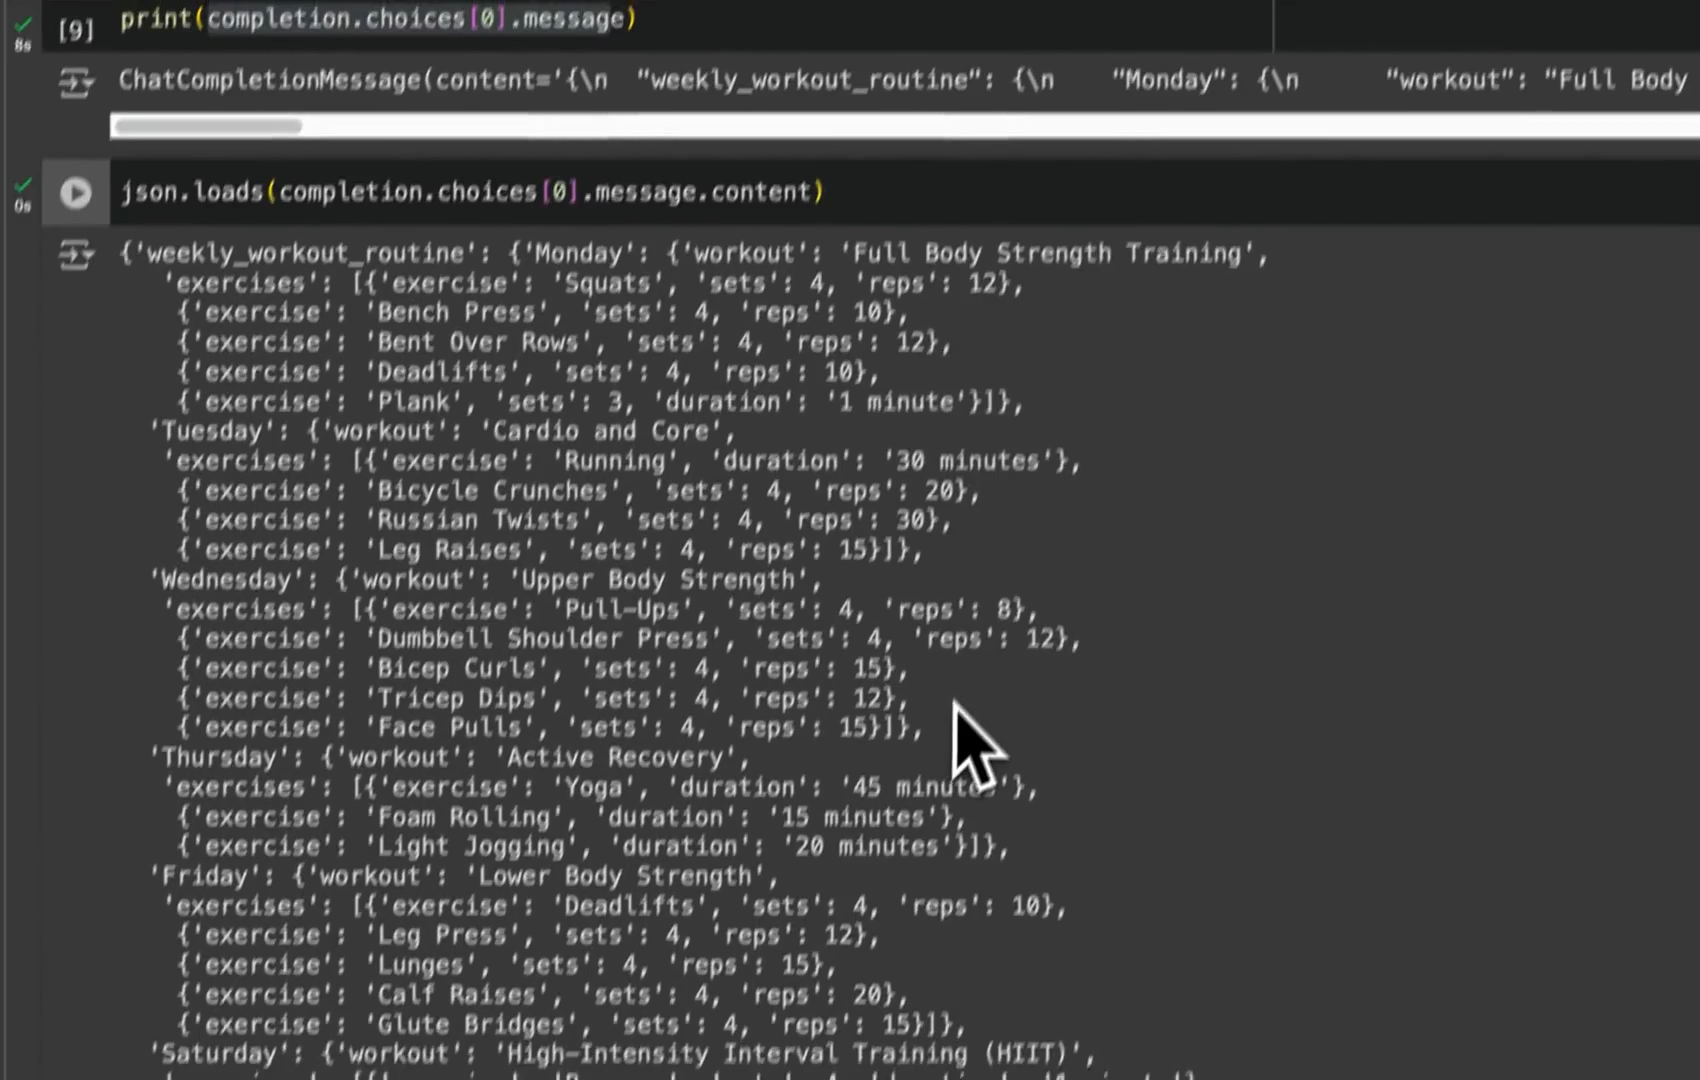 print(completion.choices[0].message)
[9]
8s
ChatCompletionMessage(content='{\n  "weekly_workout_routine": {\n    "Monday": {\n      "workout": "Full Body
json.loads(completion.choices[0].message.content)
0s
{'weekly_workout_routine': {'Monday': {'workout': 'Full Body Strength Training',
'exercises': [{'exercise': 'Squats', 'sets': 4, 'reps': 12},
{'exercise': 'Bench Press', 'sets': 4, 'reps': 10},
{'exercise': 'Bent Over Rows', 'sets': 4, 'reps': 12},
{'exercise': 'Deadlifts', 'sets': 4, 'reps': 10},
{'exercise': 'Plank', 'sets': 3, 'duration': '1 minute'}]},
'Tuesday': {'workout': 'Cardio and Core',
'exercises': [{'exercise': 'Running', 'duration': '30 minutes'},
{'exercise': 'Bicycle Crunches', 'sets': 4, 'reps': 20},
{'exercise': 'Russian Twists', 'sets': 4, 'reps': 30},
{'exercise': 'Leg Raises', 'sets': 4, 'reps': 15}]},
'Wednesday': {'workout': 'Upper Body Strength',
'exercises': [{'exercise': 'Pull-Ups', 'sets': 4, 'reps': 8},
{'exercise': 'Dumbbell Shoulder Press', 'sets': 4, 'reps': 12},
{'exercise': 'Bicep Curls', 'sets': 4, 'reps': 15},
{'exercise': 'Tricep Dips', 'sets': 4, 'reps': 12},
{'exercise': 'Face Pulls', 'sets': 4, 'reps': 15}]},
'Thursday': {'workout': 'Active Recovery',
'exercises': [{'exercise': 'Yoga', 'duration': '45 minutes'},
{'exercise': 'Foam Rolling', 'duration': '15 minutes'},
{'exercise': 'Light Jogging', 'duration': '20 minutes'}]},
'Friday': {'workout': 'Lower Body Strength',
'exercises': [{'exercise': 'Deadlifts', 'sets': 4, 'reps': 10},
{'exercise': 'Leg Press', 'sets': 4, 'reps': 12},
{'exercise': 'Lunges', 'sets': 4, 'reps': 15},
{'exercise': 'Calf Raises', 'sets': 4, 'reps': 20},
{'exercise': 'Glute Bridges', 'sets': 4, 'reps': 15}]},
'Saturday': {'workout': 'High-Intensity Interval Training (HIIT)',